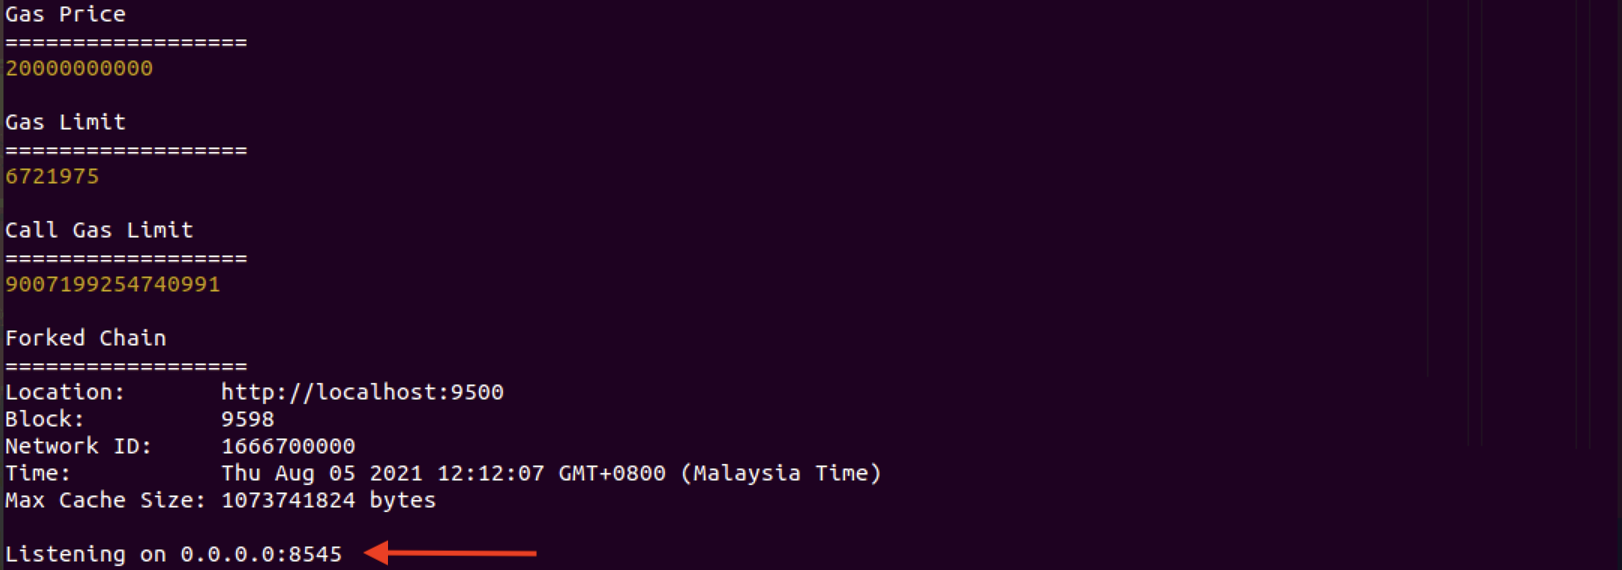 Gas Price
==================
20000000000
Gas Limit
==================
6721975
Call Gas Limit
==================
9007199254740991
Forked Chain
==================
Location:       http://localhost:9500
Block:          9598
Network ID:     1666700000
Time:           Thu Aug 05 2021 12:12:07 GMT+0800 (Malaysia Time)
Max Cache Size: 1073741824 bytes
Listening on 0.0.0.0:8545